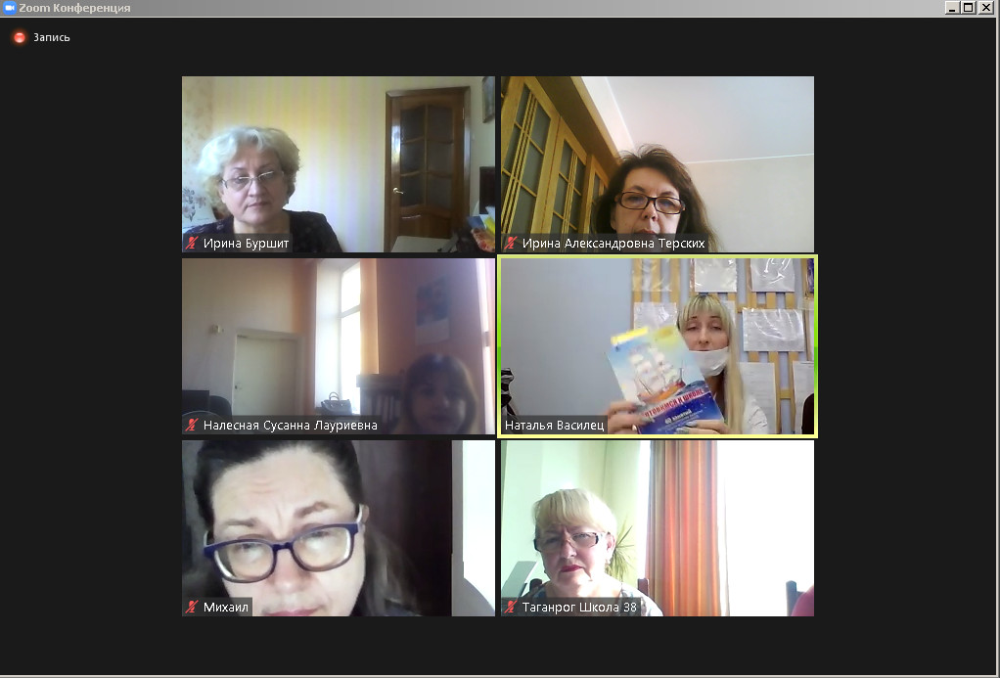 Zoom Конференция
Запись
Ирина Буршит
Ирина Александровна Терских
Налесная Сусанна Лауриевна
Наталья Василец
Михаил
Таганрог Школа 38